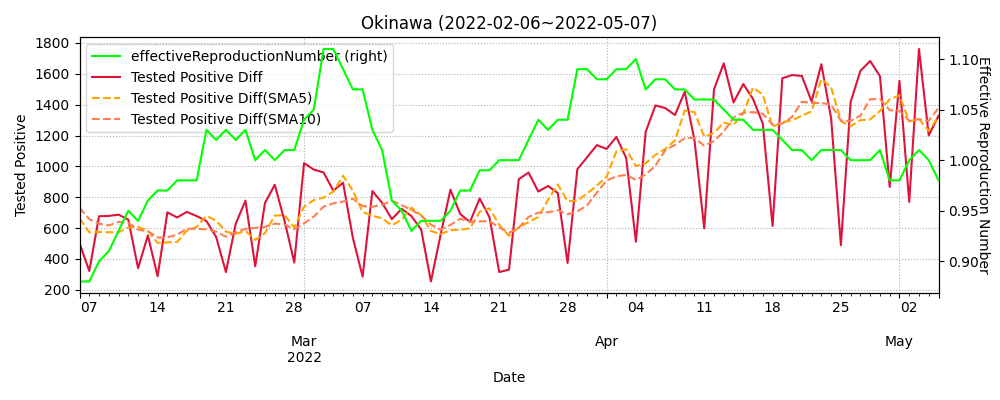 Okinawa (2022-02-06~2022-05-07)
effectiveReproductionNumber (right)
Tested Positive Diff
Tested Positive Diff(SMA5)
Tested Positive Diff(SMA10)
Tested Positive
1800
1600
1400
1200
1000
800
600
400
200
1.10
1.05
1.00
0.95
0.90
Effective Reproduction Number
07 14 21 28 07 14 21 28 04 11 18 25 02
Mar Apr May
2022
Date